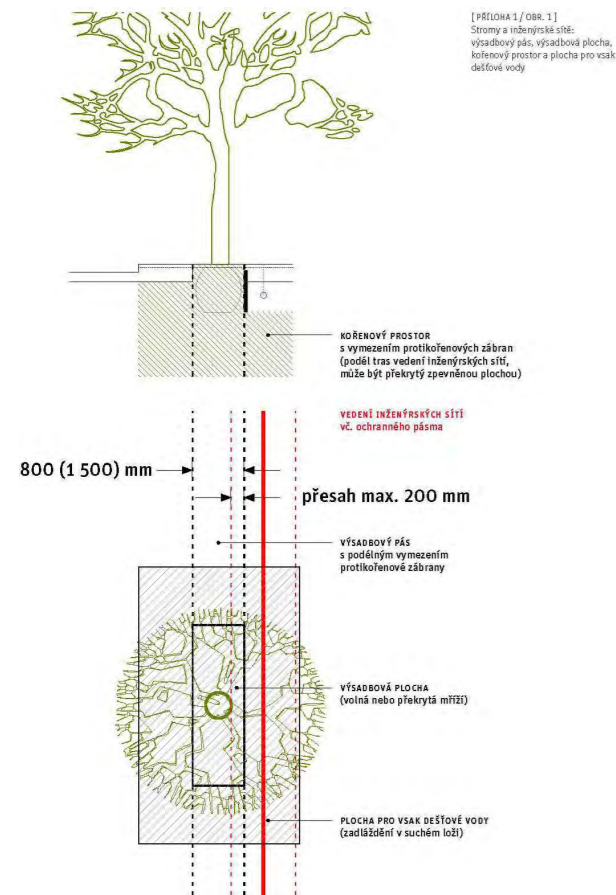 [ PŘÍLOHA 1 / OBR. 1 ]
Stromy a inženýrské sítě:
výsadbový pás, výsadbová plocha,
kořenový prostor a plocha pro vsak
dešťové vody
KOŘENOVÝ PROSTOR
s vymezením protikořenových zábran
(podél tras vedení inženýrských sítí,
může být překrytý zpevněnou plochou)
VEDENÍ INŽENÝRSKÝCH SÍTÍ
vč. ochranného pásma
800 (1 500) mm
přesah max. 200 mm
VÝSADBOVÝ PÁS
s podélným vymezením
protikořenové zábrany
VÝSADBOVÁ PLOCHA
(volná nebo překrytá mříží)
PLOCHA PRO VSAK DEŠŤOVÉ VODY
(zadláždění v suchém loži)